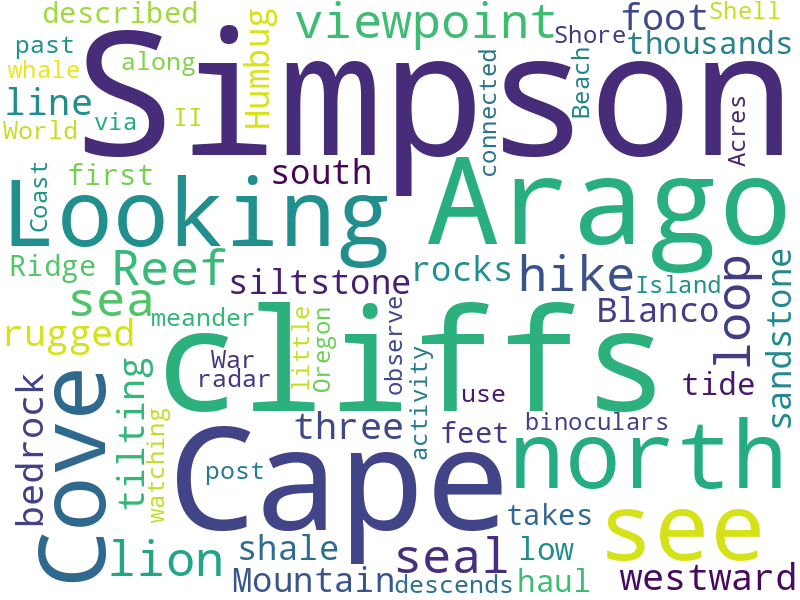 described
viewpoint
foot
Shell
past
Simpson
Shore
thousands
whale
along
Humbug
line
Beach
World
via
II
connected
Acres
Coast
first
south
Arago
Looking
Ridge
Reef
siltstone
rocks
hike
Island
sandstone
sea
meander
loop
Blanco
rugged
cliffs
little
Oregon
observe
War
radar
tilting
activity
use
tide
bedrock
Cove
watching
three
feet
binoculars
north
Cape
post
takes
see
lion
shale
seal
low
Mountain
descends
haul
westward